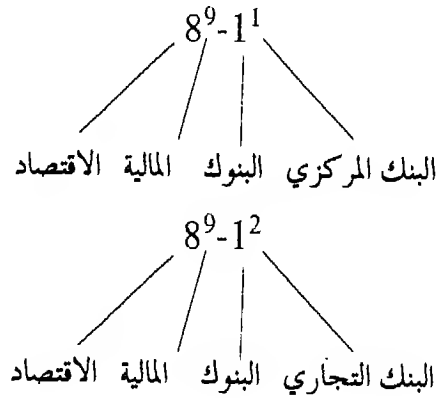 8⁹-1¹
البنك المركزي البنوك المالية الاقتصاد
8⁹-1²
البنك التجاري البنوك المالية الاقتصاد